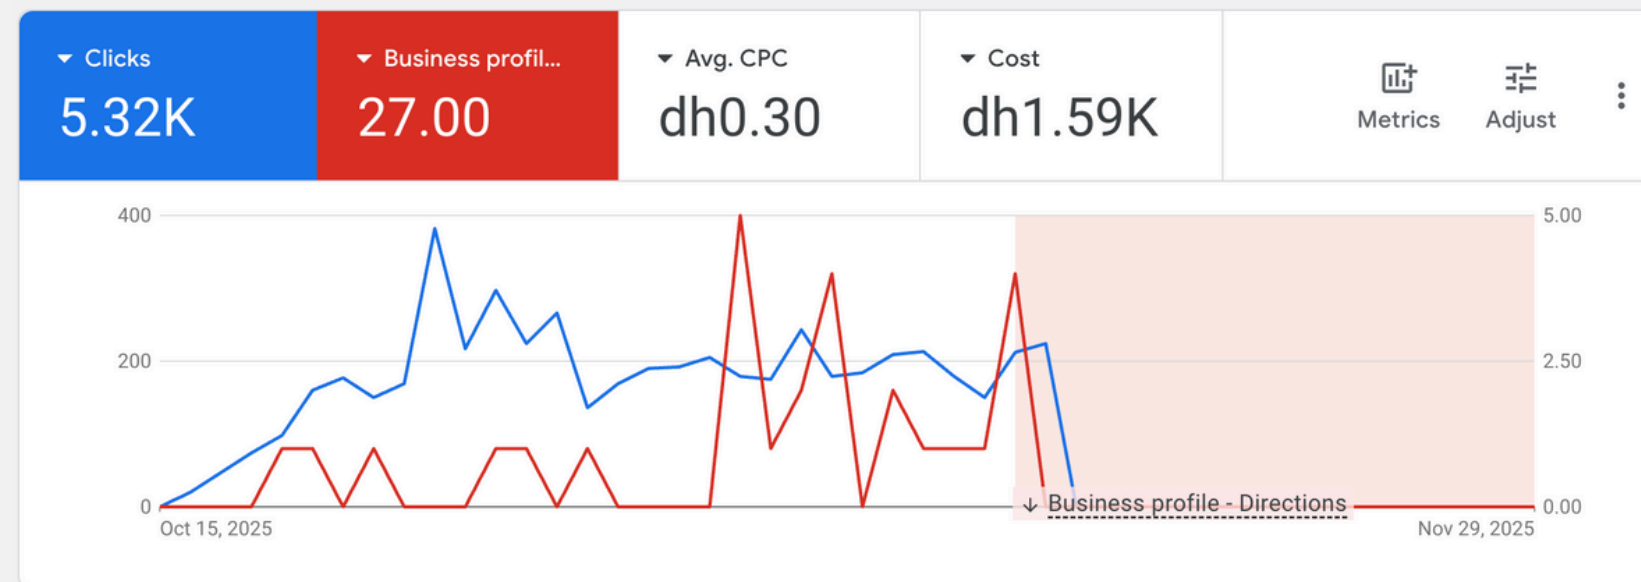 Clicks
5.32K
Business profil...
27.00
Avg. CPC
dh0.30
Cost
dh1.59K
Metrics
Adjust
400
5.00
200
2.50
0
0.00
Business profile - Directions
Oct 15, 2025
Nov 29, 2025